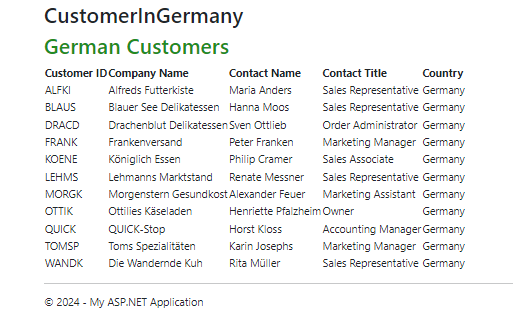 CustomerInGermany
German Customers
Customer ID Company Name Contact Name Contact Title Country
ALFKI Alfreds Futterkiste Maria Anders Sales Representative Germany
BLAUS Blauer See Delikatessen Hanna Moos Sales Representative Germany
DRACD Drachenblut Delikatessen Sven Ottlieb Order Administrator Germany
FRANK Frankenversand Peter Franken Marketing Manager Germany
KOENE Königlich Essen Philip Cramer Sales Associate Germany
LEHMS Lehmanns Marktstand Renate Messner Sales Representative Germany
MORGK Morgenstern Gesundkost Alexander Feuer Marketing Assistant Germany
OTTIK Ottilies Käseladen Henriette Pfalzheim Owner Germany
QUICK QUICK-Stop Horst Kloss Accounting Manager Germany
TOMSP Toms Spezialitäten Karin Josephs Marketing Manager Germany
WANDK Die Wandernde Kuh Rita Müller Sales Representative Germany
© 2024 - My ASP.NET Application